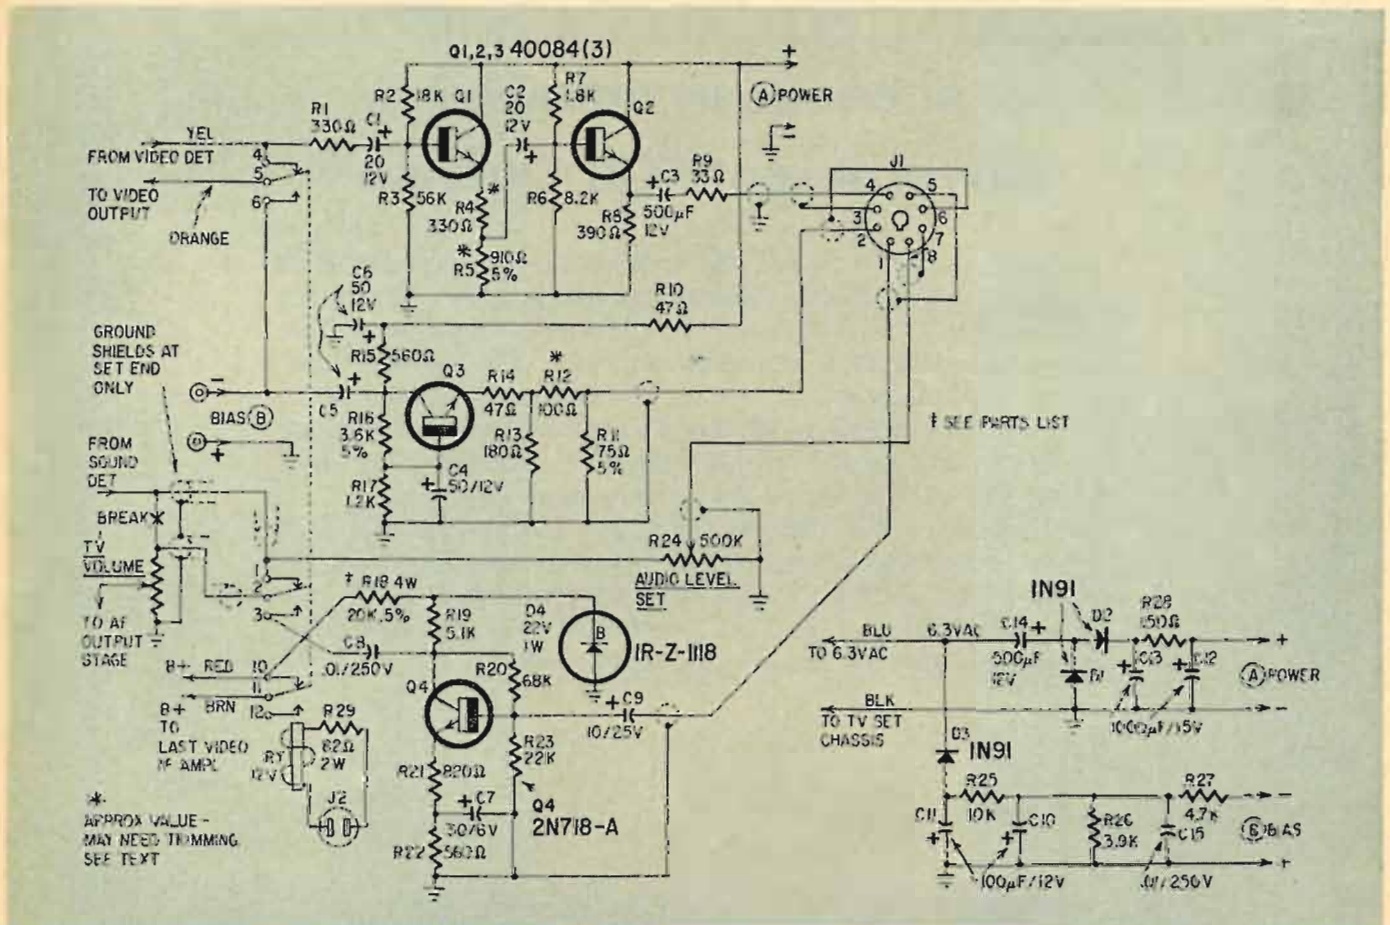 Q1,2,3 40084(3)
+
A POWER
–
R2 18K Q1
C2
20
12V
R7
1.8K
Q2
R1
330Ω
C1
+
20
12V
YEL
FROM VIDEO DET
4
5
TO VIDEO
OUTPUT
6
ORANGE
R3 56K
*
R4
330Ω
*
R5
910Ω
5%
+
R6 8.2K
R8
390Ω
+C3
500µF
12V
R9
33Ω
J1
4 5
3 6
2 7
1 8
C6
50
12V
+
R10
47Ω
GROUND
SHIELDS AT
SET END
ONLY
–
BIAS B
+
R15 560Ω
+
C5
Q3
R14
47Ω
*
R12
100Ω
R16
3.6K
5%
R13
180Ω
R11
75Ω
5%
‡ SEE PARTS LIST
FROM
SOUND
DET
C4
+ 50/12V
R17
1.2K
BREAK
TV
VOLUME
TO AF
OUTPUT
STAGE
1
2
3
‡ R18 4W
20K,5%
R24 500K
AUDIO LEVEL
SET
R19
5.1K
D4
22V
1W
B
IR-Z-1118
C8
.01/250V
B+ RED 10
11
B+ BRN
12
TO
LAST VIDEO
IF AMPL
Q4
R20
68K
+ C9
10/25V
R29
82Ω
2W
RY
12V
J2
R21 820Ω
R23
22K
+ C7
30/6V
Q4
2N718-A
R22 560Ω
*
APPROX VALUE –
MAY NEED TRIMMING
SEE TEXT
1N91
BLU
TO 6.3VAC
6.3VAC
C14
+
500µF
12V
D2
R28
150Ω
D1
+ C13
+ C12
+
A POWER
–
1000µF/15V
BLK
TO TV SET
CHASSIS
D3
1N91
R25
10K
R27
4.7K
–
C11
+
C10
+
R26
3.9K
C15
B BIAS
+
100µF/12V
.01/250V